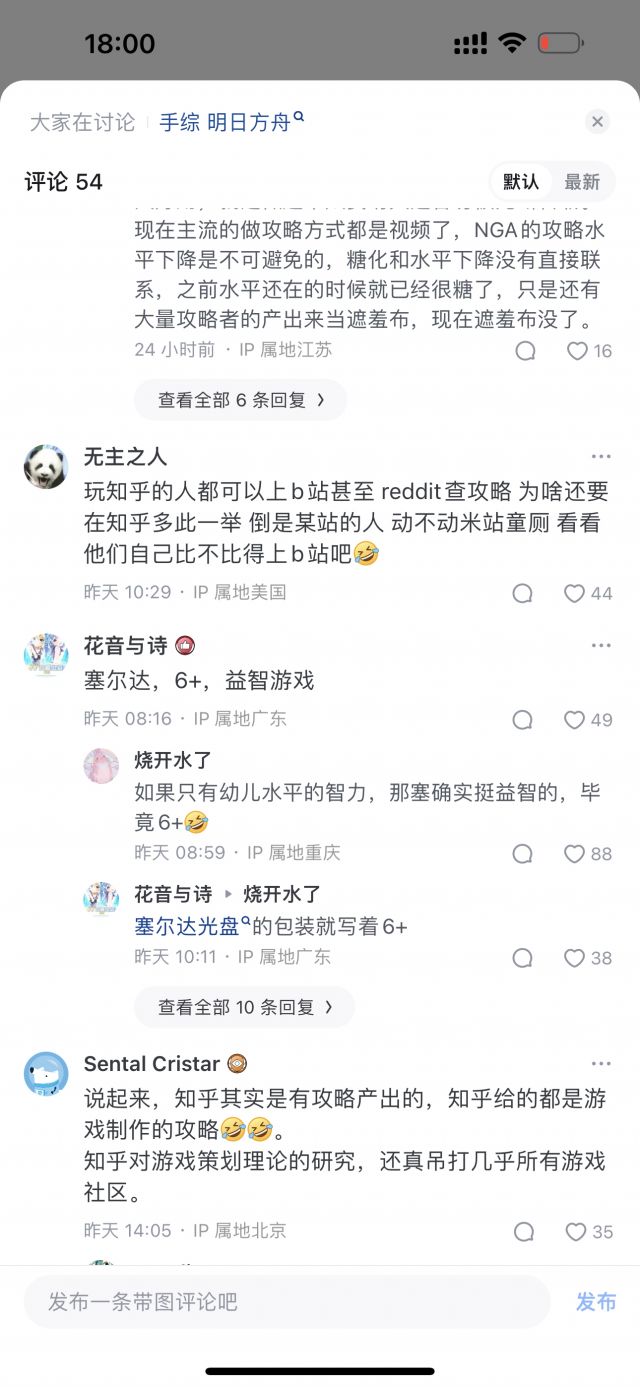 18:00
大家在讨论 手综 明日方舟
评论 54
默认 最新
现在主流的做攻略方式都是视频了，NGA的攻略水
平下降是不可避免的，糖化和水平下降没有直接联
系，之前水平还在的时候就已经很糖了，只是还有
大量攻略者的产出来当遮羞布，现在遮羞布没了。
24 小时前 · IP 属地江苏 16
查看全部 6 条回复 >
无主之人
玩知乎的人都可以上b站甚至 reddit查攻略 为啥还要
在知乎多此一举 倒是某站的人 动不动米站童厕 看看
他们自己比不比得上b站吧🤣
昨天 10:29 · IP 属地美国 44
花音与诗
塞尔达，6+，益智游戏
昨天 08:16 · IP 属地广东 49
烧开水了
如果只有幼儿水平的智力，那塞确实挺益智的，毕
竟6+🤣
昨天 08:59 · IP 属地重庆 88
花音与诗 ▸ 烧开水了
塞尔达光盘的包装就写着6+
昨天 10:11 · IP 属地广东 38
查看全部 10 条回复 >
Sental Cristar
说起来，知乎其实是有攻略产出的，知乎给的都是游
戏制作的攻略🤣🤣。
知乎对游戏策划理论的研究，还真吊打几乎所有游戏
社区。
昨天 14:05 · IP 属地北京 35
发布一条带图评论吧 发布